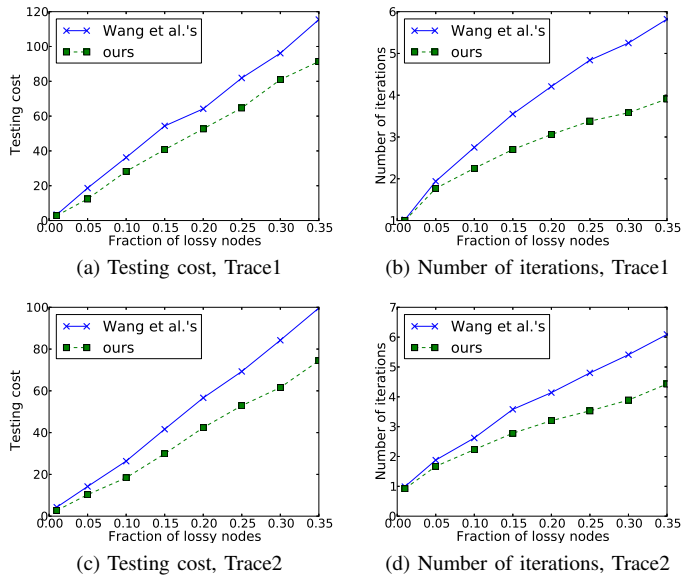 120
100
80
60
40
20
0
Testing cost
Wang et al.'s
ours
0.00 0.05 0.10 0.15 0.20 0.25 0.30 0.35
Fraction of lossy nodes
(a) Testing cost, Trace1
6
5
4
3
2
1
Number of iterations
Wang et al.'s
ours
0.00 0.05 0.10 0.15 0.20 0.25 0.30 0.35
Fraction of lossy nodes
(b) Number of iterations, Trace1
100
80
60
40
20
0
Testing cost
Wang et al.'s
ours
0.00 0.05 0.10 0.15 0.20 0.25 0.30 0.35
Fraction of lossy nodes
(c) Testing cost, Trace2
7
6
5
4
3
2
1
0
Number of iterations
Wang et al.'s
ours
0.00 0.05 0.10 0.15 0.20 0.25 0.30 0.35
Fraction of lossy nodes
(d) Number of iterations, Trace2